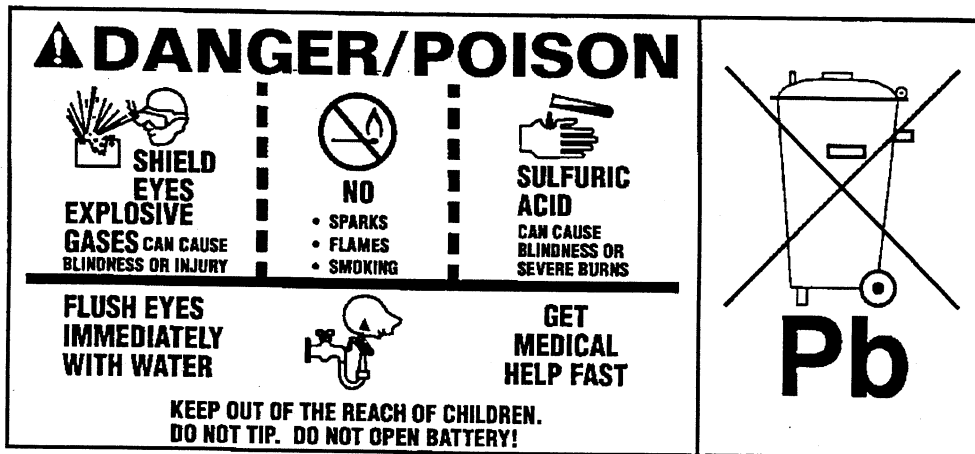 DANGER/POISON
SHIELD
EYES
EXPLOSIVE
GASES CAN CAUSE
BLINDNESS OR INJURY
NO
• SPARKS
• FLAMES
• SMOKING
SULFURIC
ACID
CAN CAUSE
BLINDNESS OR
SEVERE BURNS
FLUSH EYES
IMMEDIATELY
WITH WATER
GET
MEDICAL
HELP FAST
KEEP OUT OF THE REACH OF CHILDREN.
DO NOT TIP. DO NOT OPEN BATTERY!
Pb